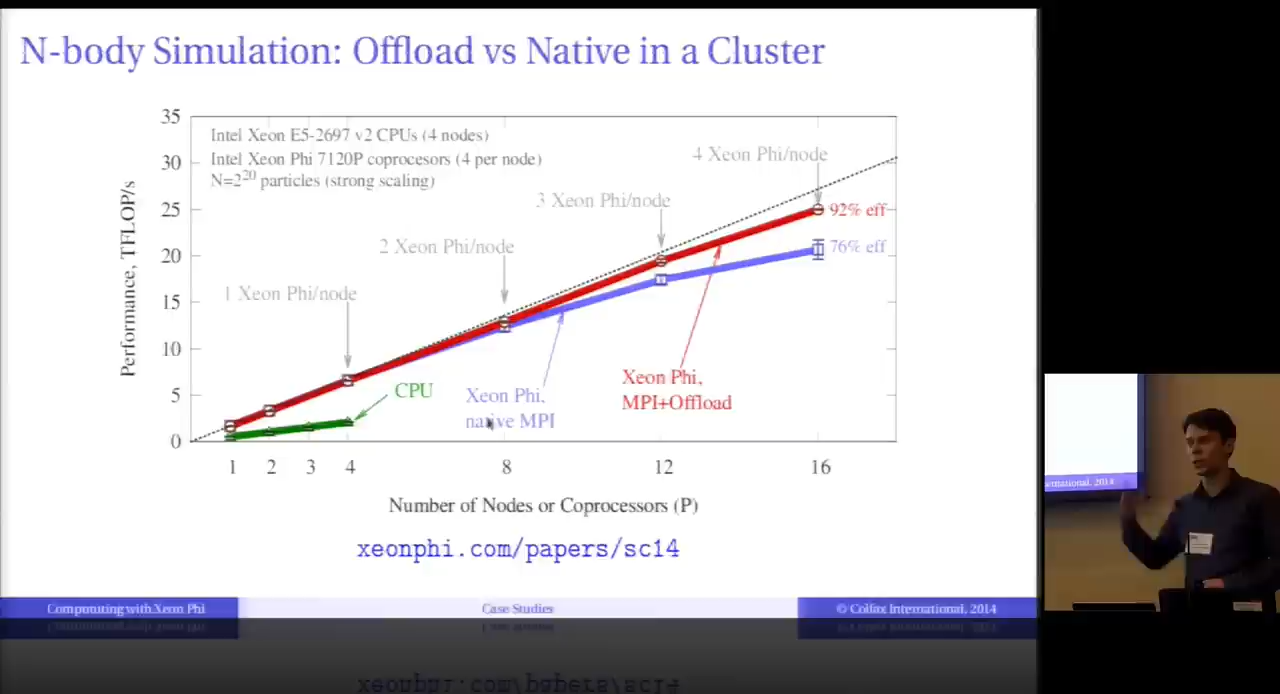 N-body Simulation: Offload vs Native in a Cluster
35
30
25
20
15
10
5
0
Performance, TFLOP/s
Intel Xeon E5-2697 v2 CPUs (4 nodes)
Intel Xeon Phi 7120P coprocesors (4 per node)
N=2^20 particles (strong scaling)
4 Xeon Phi/node
3 Xeon Phi/node
2 Xeon Phi/node
1 Xeon Phi/node
92% eff
76% eff
CPU
Xeon Phi,
native MPI
Xeon Phi,
MPI+Offload
1 2 3 4 8 12 16
Number of Nodes or Coprocessors (P)
xeonphi.com/papers/sc14
Compututing with Xeon Phi
Case Studies
© Colfax International, 2014
ernational, 2014